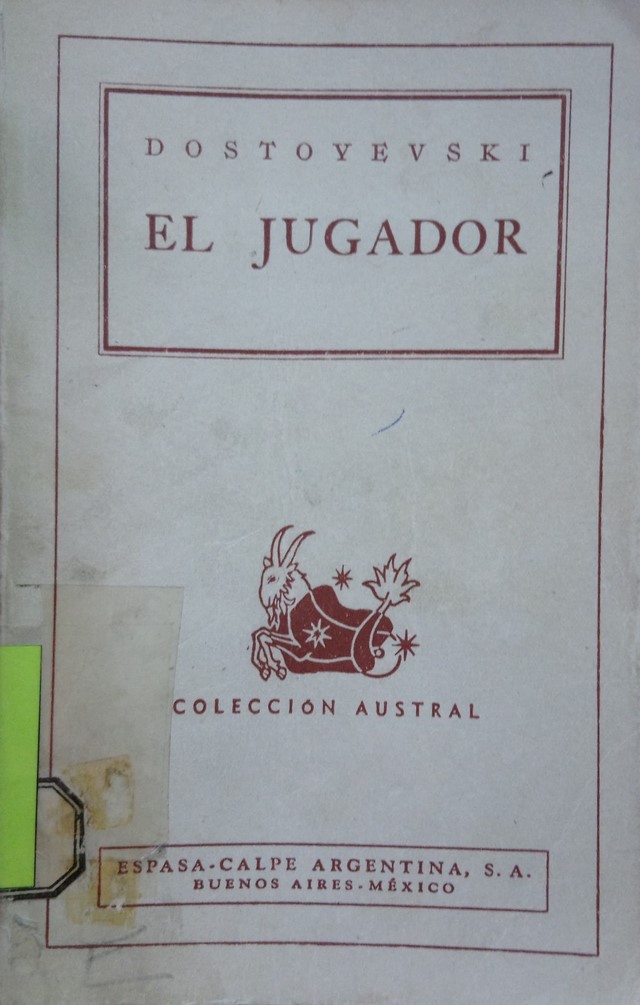 DOSTOYEVSKI
EL JUGADOR
COLECCIÓN AUSTRAL
ESPASA-CALPE ARGENTINA, S. A.
BUENOS AIRES-MÉXICO